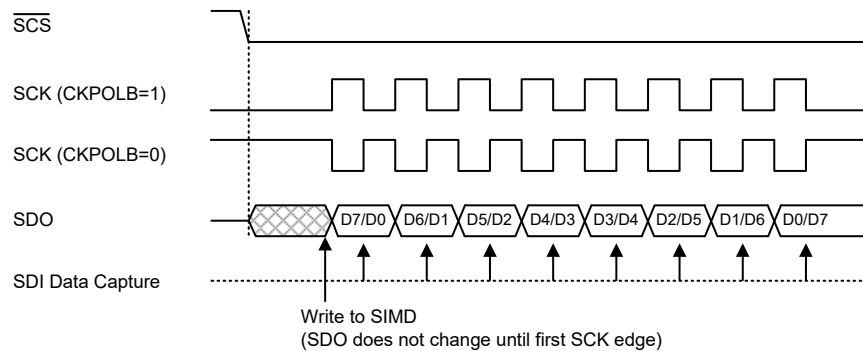 SCS
SCK (CKPOLB=1)
SCK (CKPOLB=0)
SDO
D7/D0 D6/D1 D5/D2 D4/D3 D3/D4 D2/D5 D1/D6 D0/D7
SDI Data Capture
Write to SIMD
(SDO does not change until first SCK edge)